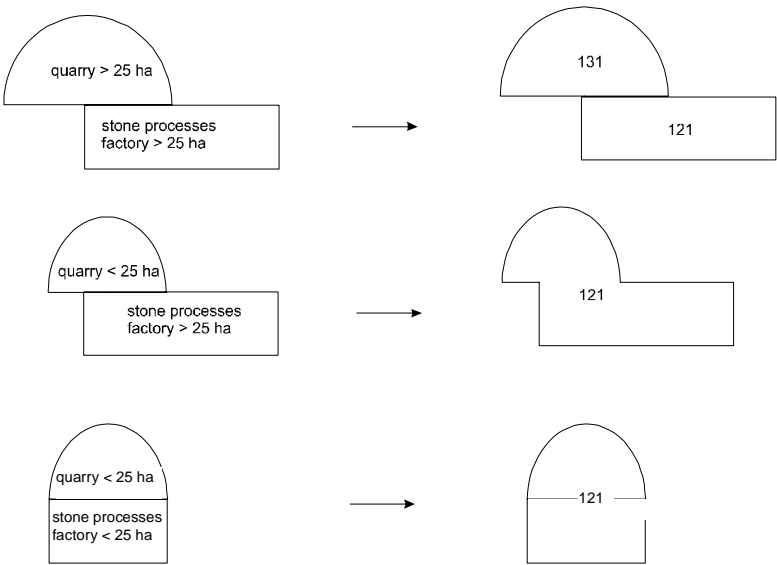 quarry > 25 ha
131
stone processes
factory > 25 ha
121
quarry < 25 ha
stone processes
factory > 25 ha
121
quarry < 25 ha
121
stone processes
factory < 25 ha